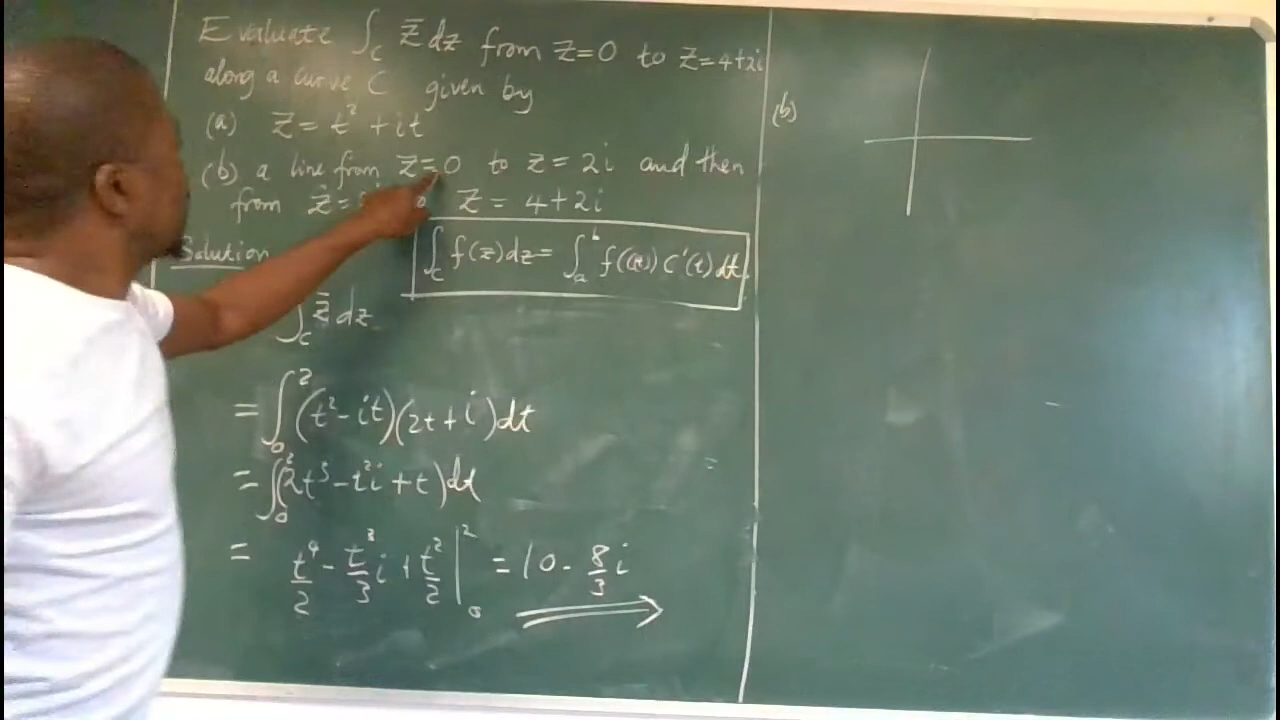 Evaluate ∫_C z̄ dz from z=0 to z=4+2i
along a curve C given by
(a) z = t² + it
(b) a line from z=0 to z = 2i and then
from z= z = 4+2i
Solution
∫_C f(z)dz = ∫_a^b f(c(t)) c'(t) dt
∫_C z̄ dz
= ∫_0^2 (t² - it)(2t + i)dt
= ∫_0^2 (2t³ - t²i + t)dt
= t⁴/2 - t³/3 i + t²/2 |_0^2 = 10 - 8/3 i
(b)